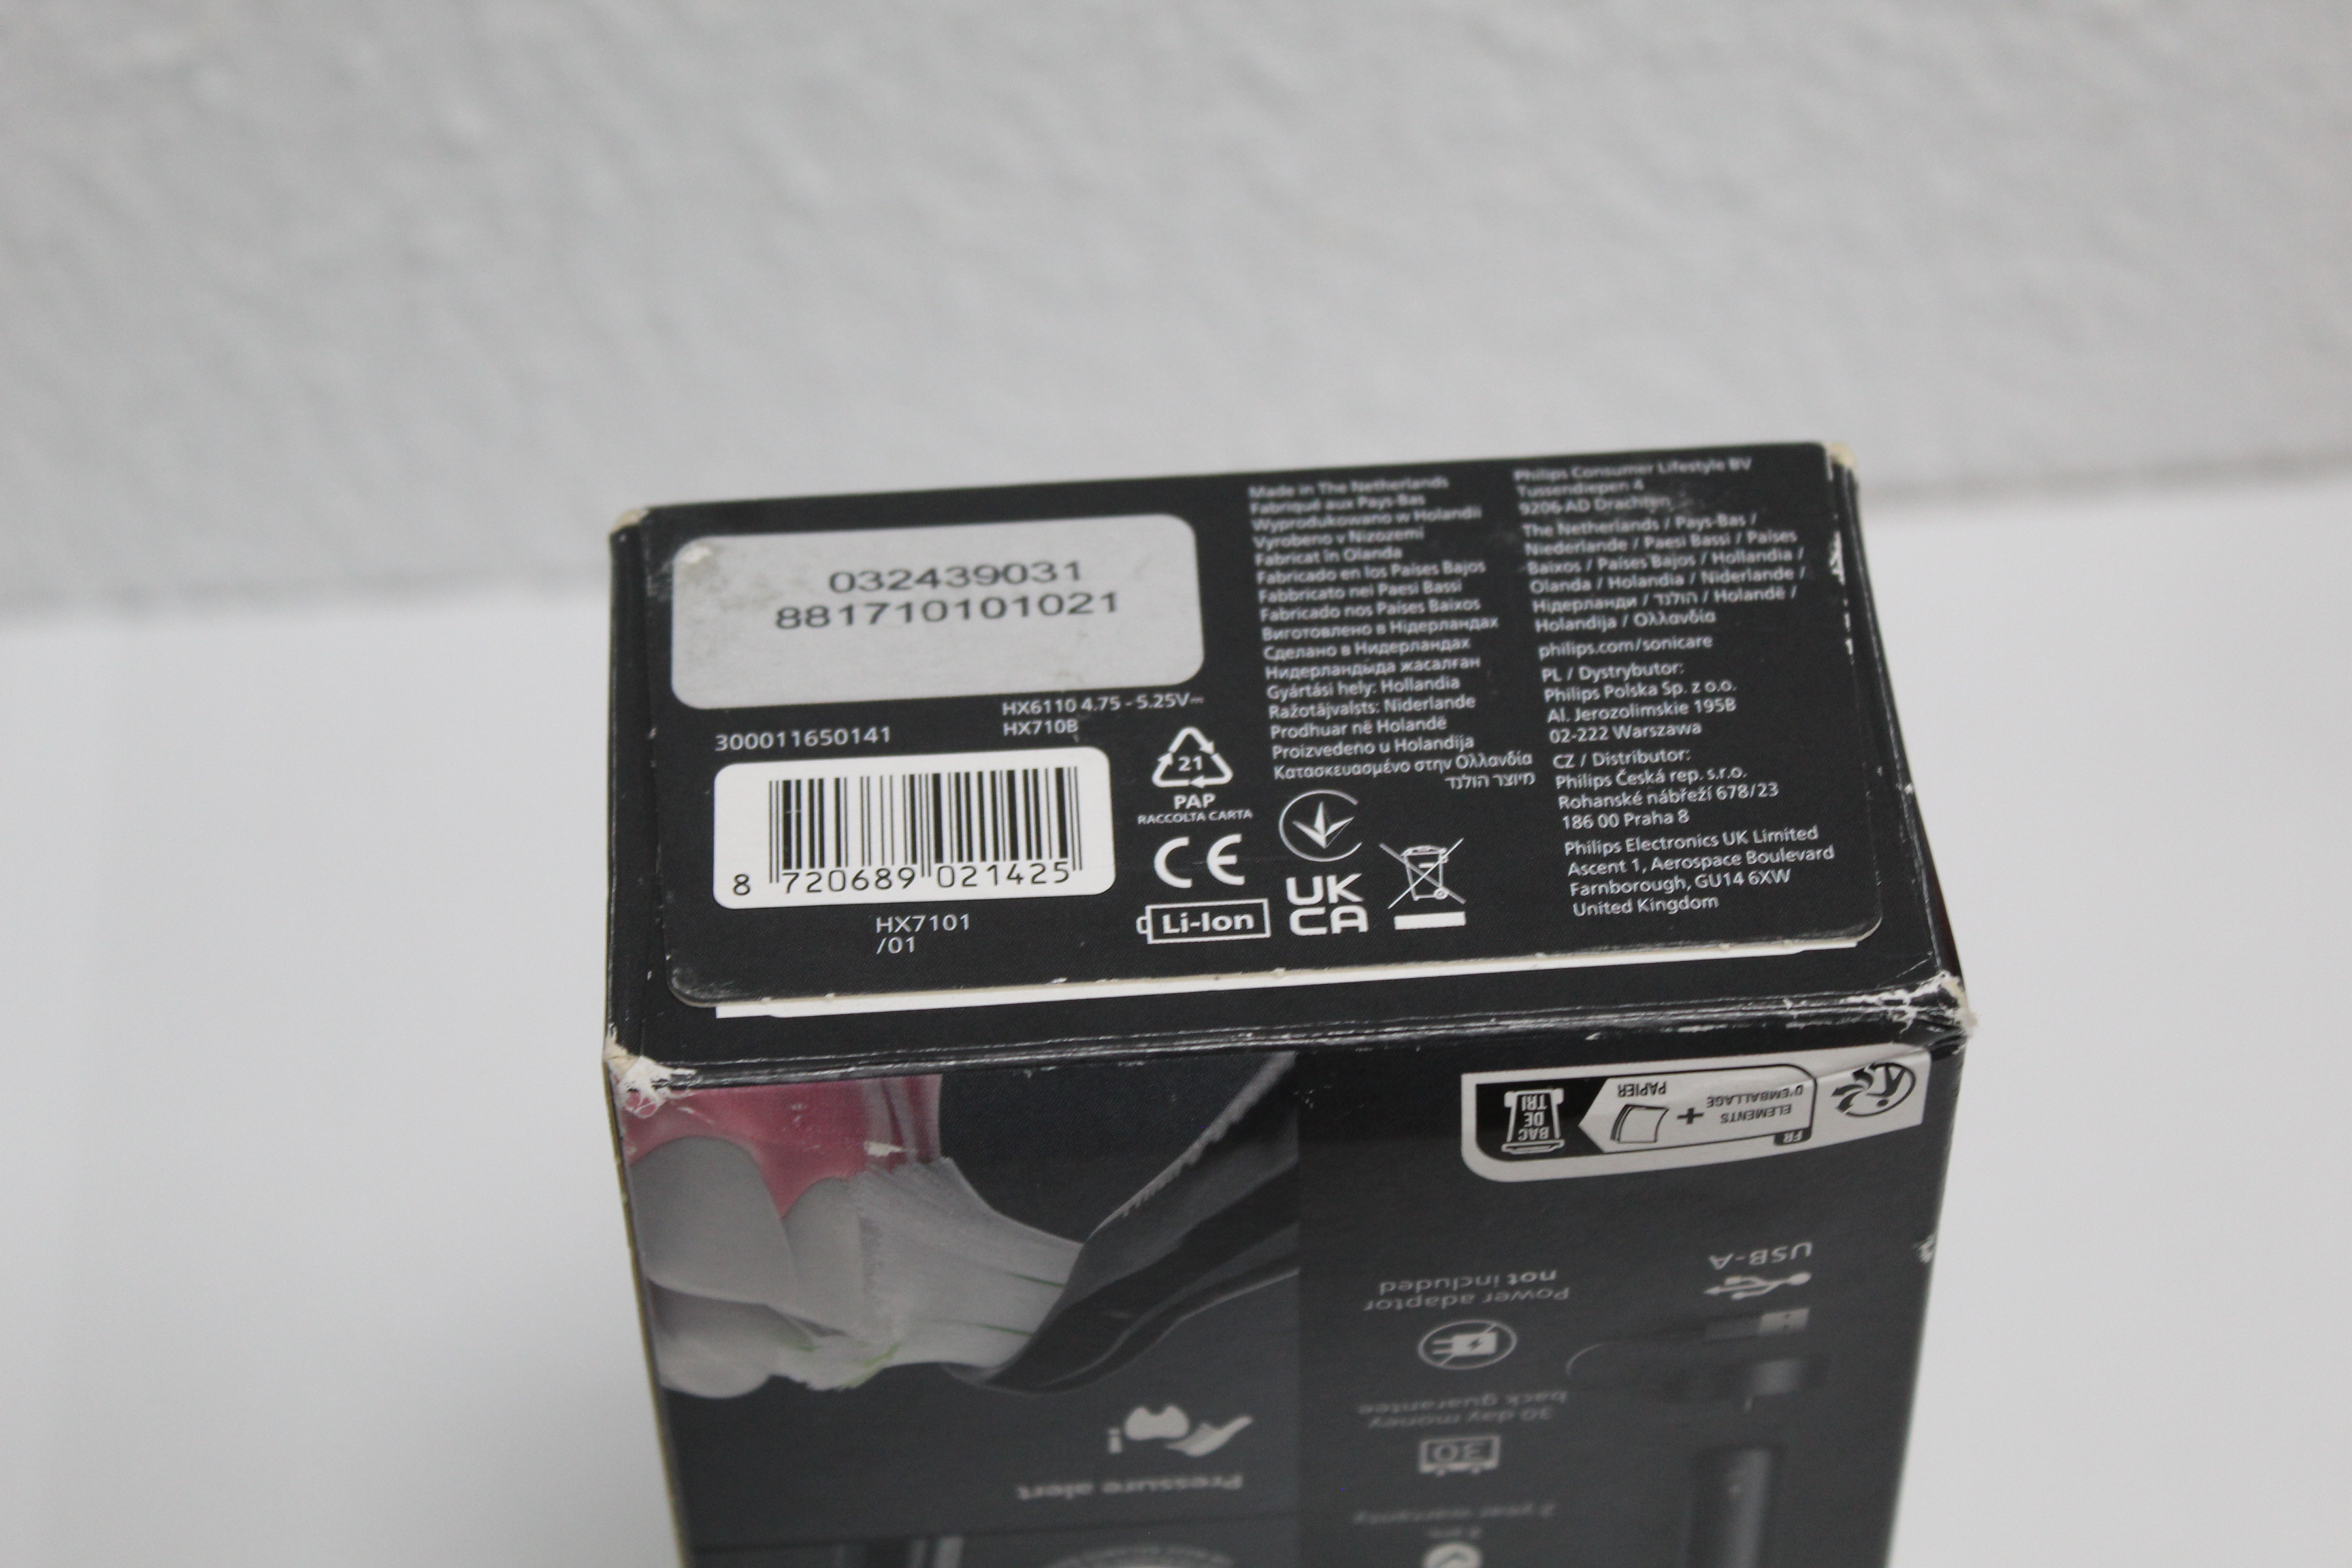 032439031
881710101021
HX6110 4.75 - 5.25V
HX710B
300011650141
8 720689 021425
HX7101
/01
21
PAP
RACCOLTA CARTA
CE
Li-Ion
UK
CA
Made in The Netherlands
Fabriqué aux Pays-Bas
Wyprodukowano w Holandii
Vyrobeno v Nizozemí
Fabricat în Olanda
Fabricado en los Países Bajos
Fabbricato nei Paesi Bassi
Fabricado nos Países Baixos
Виготовлено в Нідерландах
Сделано в Нидерландах
Нидерландыда жасалған
Gyártási hely: Hollandia
Ražotājvalsts: Nīderlande
Prodhuar në Holandë
Proizvedeno u Holandija
Κατασκευασμένο στην Ολλανδία
מיוצר הולנד
Philips Consumer Lifestyle BV
Tussendiepen 4
9206 AD Drachten
The Netherlands / Pays-Bas /
Niederlande / Paesi Bassi / Países
Baixos / Países Bajos / Hollandia /
Olanda / Holandia / Nīderlande /
Нідерланди / הולנד / Holandë /
Holandija / Ολλανδία
philips.com/sonicare
PL / Dystrybutor:
Philips Polska Sp. z o.o.
Al. Jerozolimskie 195B
02-222 Warszawa
CZ / Distributor:
Philips Česká rep. s.r.o.
Rohanské nábřeží 678/23
186 00 Praha 8
Philips Electronics UK Limited
Ascent 1, Aerospace Boulevard
Farnborough, GU14 6XW
United Kingdom
FR
ELEMENTS
D'EMBALLAGE
+
PAPIER
BAC
DE
TRI
USB-A
Power adaptor
not included
30 day money
back guarantee
30
2 year warranty
Pressure alert